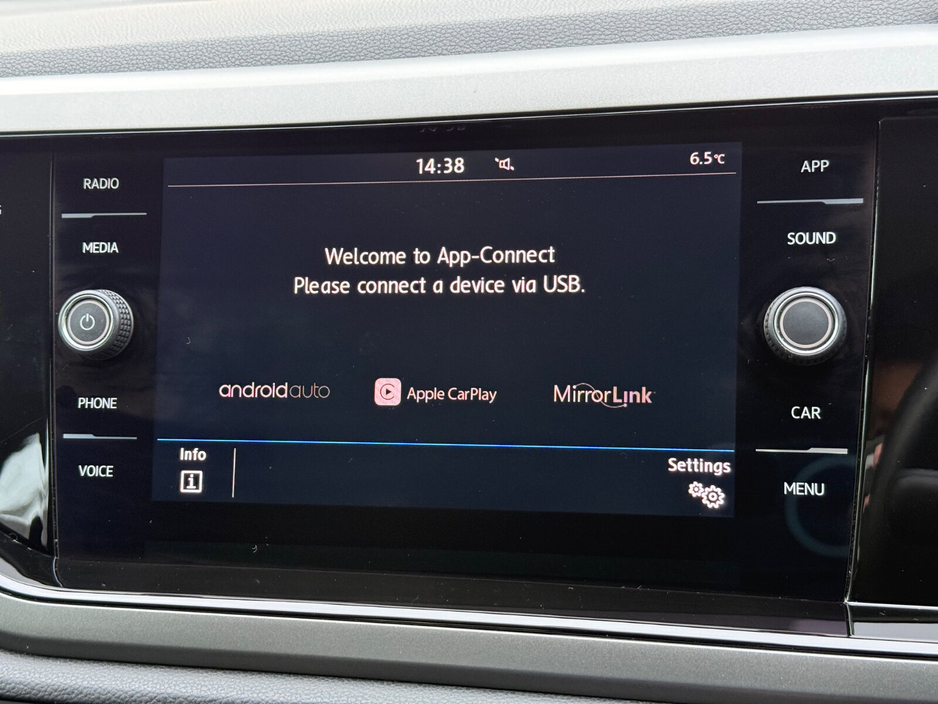 14:38
6.5°C
RADIO
MEDIA
PHONE
VOICE
Welcome to App-Connect
Please connect a device via USB.
androidauto
Apple CarPlay
MirrorLink
Info
i
Settings
APP
SOUND
CAR
MENU